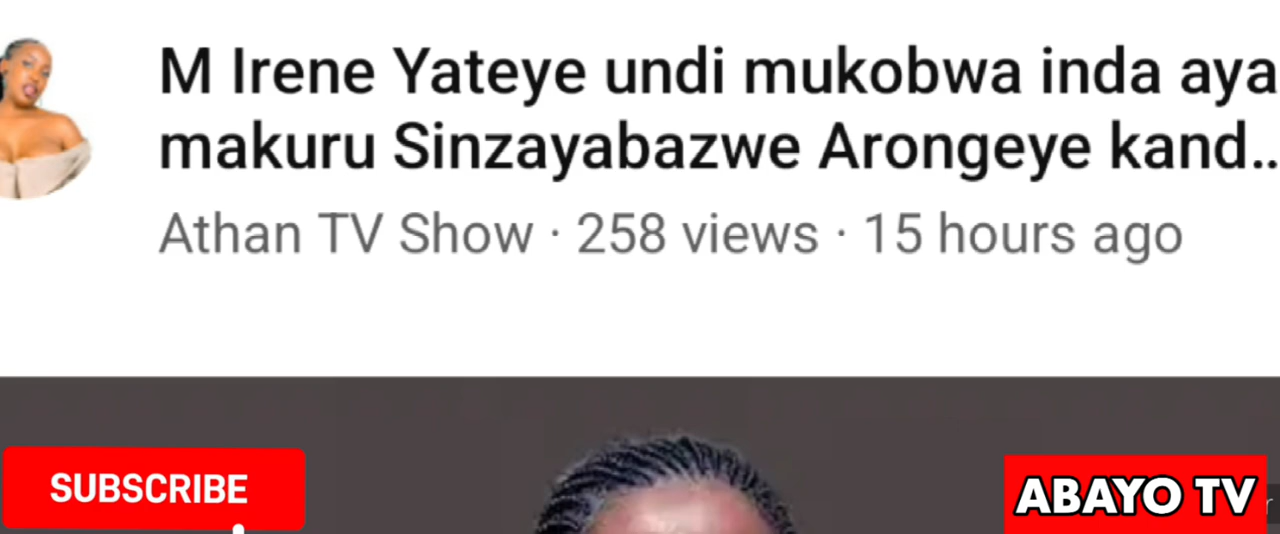 M Irene Yateye undi mukobwa inda aya
makuru Sinzayabazwe Arongeye kand..
Athan TV Show · 258 views · 15 hours ago
SUBSCRIBE
ABAYO TV